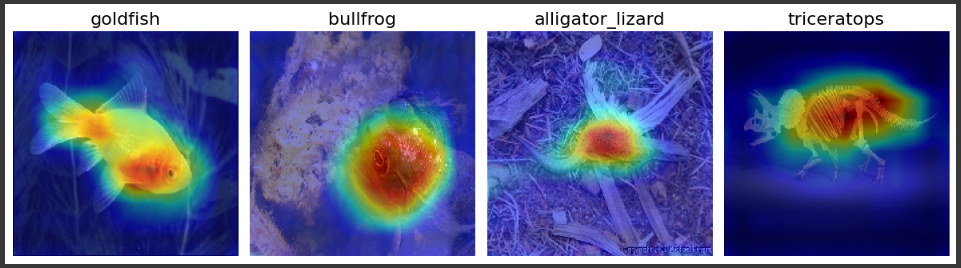 goldfish
bullfrog
alligator_lizard
triceratops